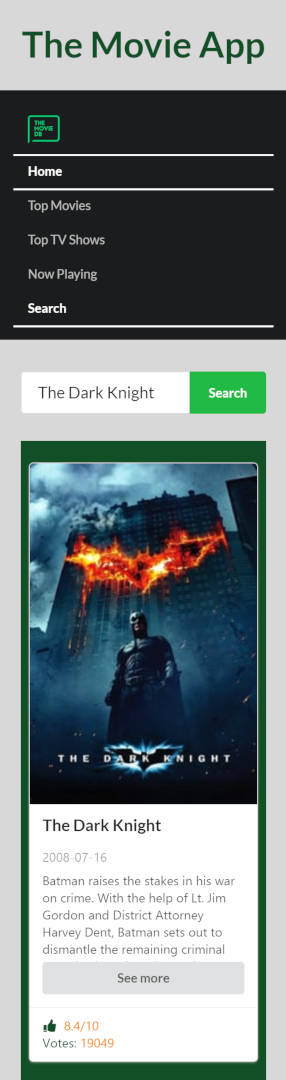 The Movie App
THE
MOVIE
DB
Home
Top Movies
Top TV Shows
Now Playing
Search
The Dark Knight
Search
THE DARK KNIGHT
The Dark Knight
2008-07-16
Batman raises the stakes in his war
on crime. With the help of Lt. Jim
Gordon and District Attorney
Harvey Dent, Batman sets out to
dismantle the remaining criminal
See more
8.4/10
Votes: 19049